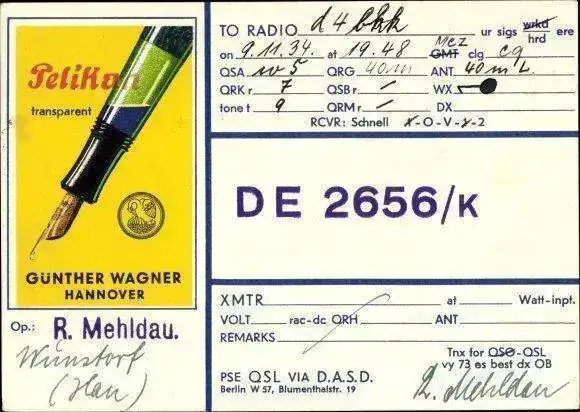 Pelikan
transparent
GÜNTHER WAGNER
HANNOVER
Op.: R. Mehldau.
Wunstorf
(Han)
TO RADIO d4bkk ur sigs wrkd hrd ere
on 9.11.34. at 19.48 GMT Mez clg cq
QSA w5 QRG 40m ANT 40m L.
QRK r 7 QSB r / WX
tone t 9 QRM r / DX
RCVR: Schnell X-O-V-X-2
DE 2656/K
XMTR at Watt-inpt.
VOLT rac-dc QRH ANT
REMARKS
Tnx for QSO-QSL
vy 73 es best dx OB
PSE QSL VIA D.A.S.D.
Berlin W 57, Blumenthalstr. 19
R. Mehldau